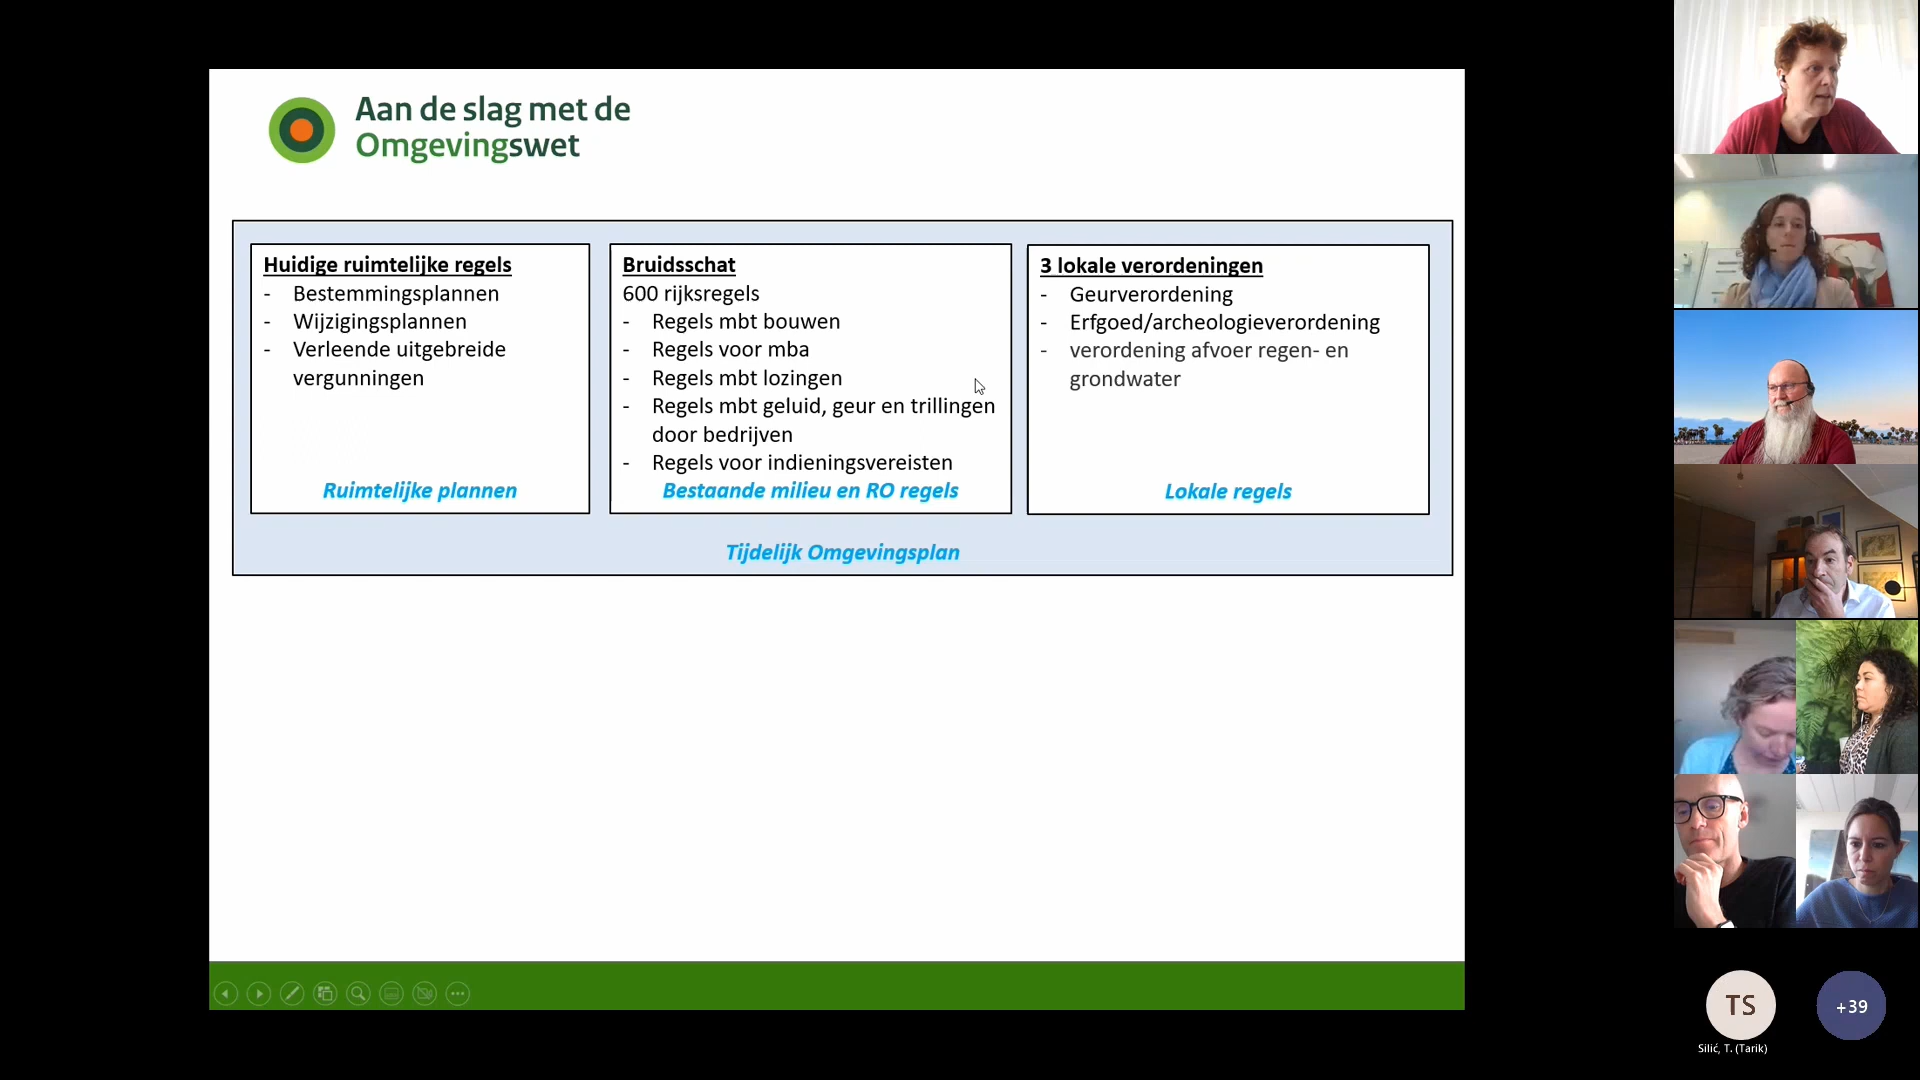 Aan de slag met de
Omgevingswet
Huidige ruimtelijke regels
- Bestemmingsplannen
- Wijzigingsplannen
- Verleende uitgebreide
vergunningen
Ruimtelijke plannen
Bruidsschat
600 rijksregels
- Regels mbt bouwen
- Regels voor mba
- Regels mbt lozingen
- Regels mbt geluid, geur en trillingen
door bedrijven
- Regels voor indieningsvereisten
Bestaande milieu en RO regels
3 lokale verordeningen
- Geurverordening
- Erfgoed/archeologieverordening
- verordening afvoer regen- en
grondwater
Lokale regels
Tijdelijk Omgevingsplan
TS
+39
Silić, T. (Tarik)